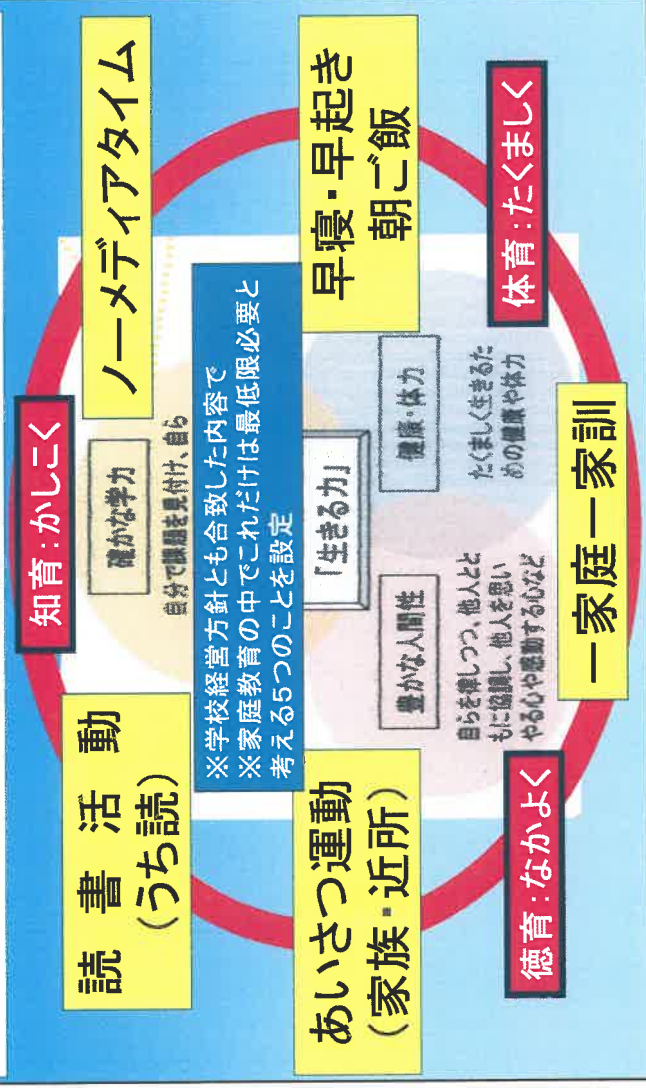 知育:かしこく
読書活動
(うち読)
ノーメディアタイム
確かな学力
自分で課題を見付け、自ら
※学校経営方針とも合致した内容で
※家庭教育の中でこれだけは最低限必要と
考える5つのことを設定
あいさつ運動
(家族・近所)
「生きる力」
早寝・早起き
朝ご飯
豊かな人間性
自らを律しつつ、他人とと
もに協調し、他人を思い
やる心や感動する心など
健康・体力
たくましく生きるた
めの健康や体力
徳育:なかよく
一家庭一家訓
体育:たくましく